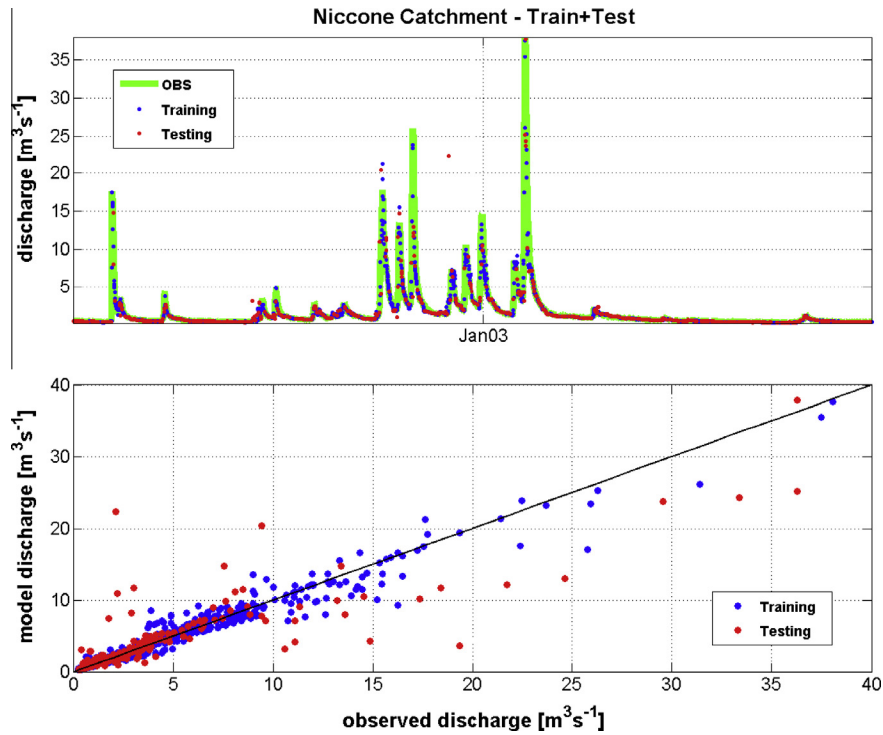 Niccone Catchment - Train+Test
discharge [m³s⁻¹]
35
30
25
20
15
10
5
OBS
Training
Testing
Jan03
model discharge [m³s⁻¹]
40
30
20
10
0
Training
Testing
0 5 10 15 20 25 30 35 40
observed discharge [m³s⁻¹]